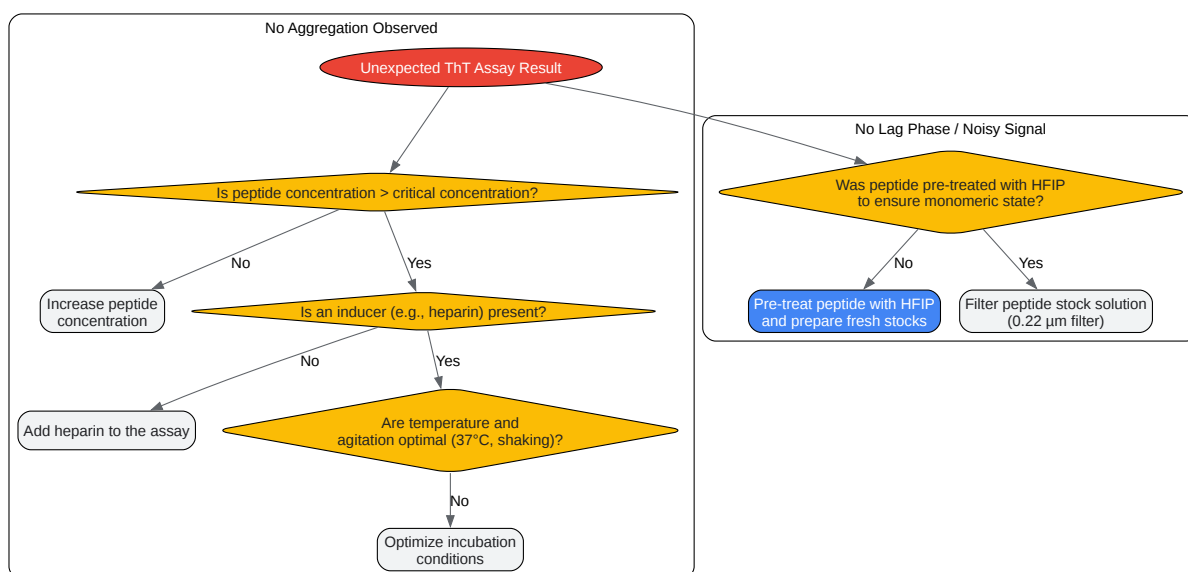 No Aggregation Observed
Unexpected ThT Assay Result
No Lag Phase / Noisy Signal
Is peptide concentration > critical concentration?
Was peptide pre-treated with HFIP
to ensure monomeric state?
No
Yes
No
Yes
Increase peptide
concentration
Is an inducer (e.g., heparin) present?
Pre-treat peptide with HFIP
and prepare fresh stocks
Filter peptide stock solution
(0.22 µm filter)
No
Yes
Add heparin to the assay
Are temperature and
agitation optimal (37°C, shaking)?
No
Optimize incubation
conditions